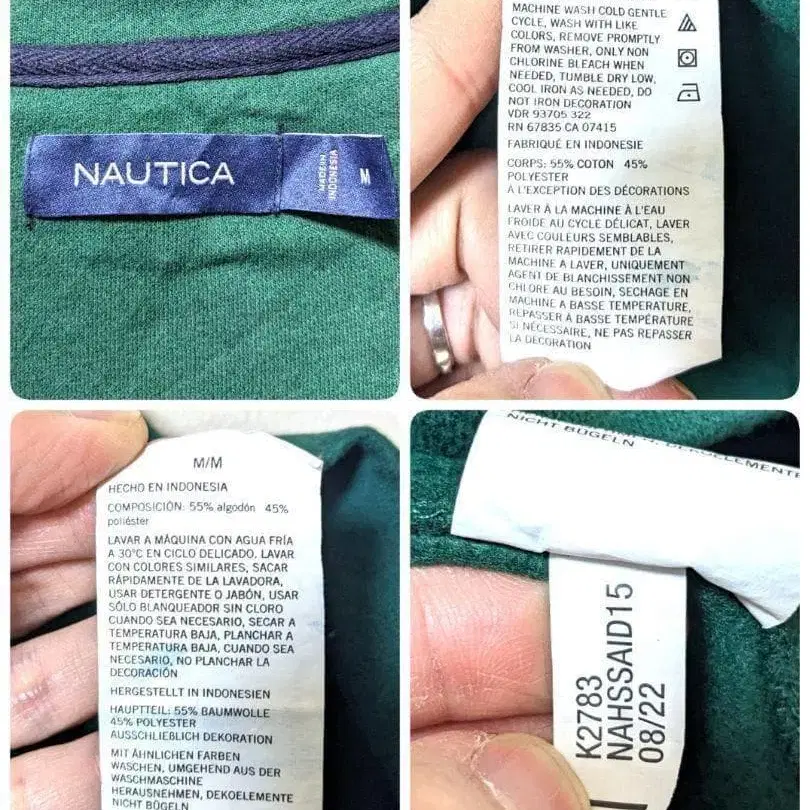 NAUTICA
MADE IN
INDONESIA
M
MACHINE WASH COLD GENTLE
CYCLE, WASH WITH LIKE
COLORS, REMOVE PROMPTLY
FROM WASHER, ONLY NON
CHLORINE BLEACH WHEN
NEEDED, TUMBLE DRY LOW,
COOL IRON AS NEEDED, DO
NOT IRON DECORATION
VDR 93705 322
RN 67835 CA 07415
FABRIQUÉ EN INDONESIE
CORPS: 55% COTON 45%
POLYESTER
À L'EXCEPTION DES DÉCORATIONS
LAVER À LA MACHINE À L'EAU
FROIDE AU CYCLE DÉLICAT, LAVER
AVEC COULEURS SEMBLABLES,
RETIRER RAPIDEMENT DE LA
MACHINE A LAVER, UNIQUEMENT
AGENT DE BLANCHISSEMENT NON
CHLORE AU BESOIN, SECHAGE EN
MACHINE A BASSE TEMPERATURE,
REPASSER À BASSE TEMPÉRATURE
SI NÉCESSAIRE, NE PAS REPASSER
LA DÉCORATION
M/M
HECHO EN INDONESIA
COMPOSICIÓN: 55% algodón 45%
poliéster
LAVAR A MÁQUINA CON AGUA FRÍA
A 30°C EN CICLO DELICADO. LAVAR
CON COLORES SIMILARES, SACAR
RÁPIDAMENTE DE LA LAVADORA,
USAR DETERGENTE O JABÓN, USAR
SÓLO BLANQUEADOR SIN CLORO
CUANDO SEA NECESARIO, SECAR A
TEMPERATURA BAJA, PLANCHAR A
TEMPERATURA BAJA, CUANDO SEA
NECESARIO, NO PLANCHAR LA
DECORACIÓN
HERGESTELLT IN INDONESIEN
HAUPTTEIL: 55% BAUMWOLLE
45% POLYESTER
AUSSCHLIEBLICH DEKORATION
MIT ÄHNLICHEN FARBEN
WASCHEN, UMGEHEND AUS DER
WASCHMASCHINE
HERAUSNEHMEN, DEKOELEMENTE
NICHT BÜGELN
NICHT BÜGELN
K2783
NAHSSAID15
08/22